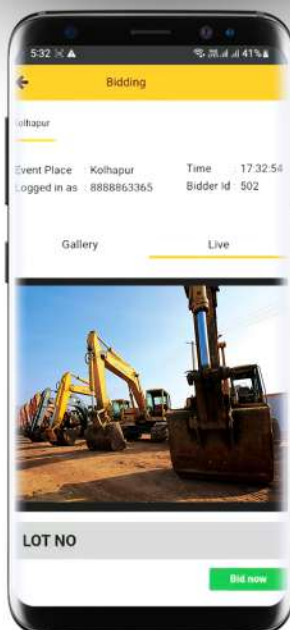 5:32
41%
Bidding
Kolhapur
Event Place : Kolhapur
Time 17:32:54
Logged in as : 8888863365
Bidder Id : 502
Gallery
Live
LOT NO
Bid now